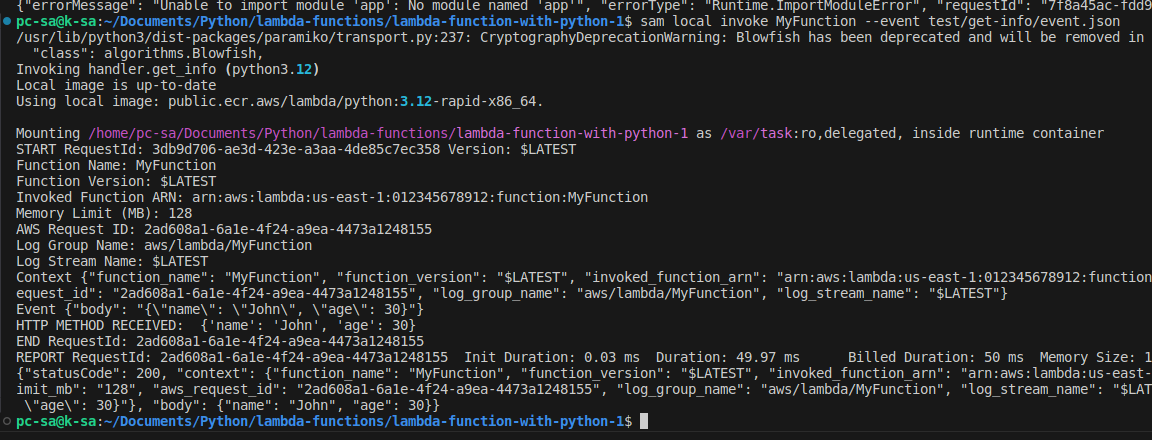 {"errorMessage": "Unable to import module 'app': No module named 'app'", "errorType": "Runtime.ImportModuleError", "requestId": "7f8a45ac-fdd9
pc-sa@k-sa:~/Documents/Python/lambda-functions/lambda-function-with-python-1$ sam local invoke MyFunction --event test/get-info/event.json
/usr/lib/python3/dist-packages/paramiko/transport.py:237: CryptographyDeprecationWarning: Blowfish has been deprecated and will be removed in
"class": algorithms.Blowfish,
Invoking handler.get_info (python3.12)
Local image is up-to-date
Using local image: public.ecr.aws/lambda/python:3.12-rapid-x86_64.
Mounting /home/pc-sa/Documents/Python/lambda-functions/lambda-function-with-python-1 as /var/task:ro,delegated, inside runtime container
START RequestId: 3db9d706-ae3d-423e-a3aa-4de85c7ec358 Version: $LATEST
Function Name: MyFunction
Function Version: $LATEST
Invoked Function ARN: arn:aws:lambda:us-east-1:012345678912:function:MyFunction
Memory Limit (MB): 128
AWS Request ID: 2ad608a1-6a1e-4f24-a9ea-4473a1248155
Log Group Name: aws/lambda/MyFunction
Log Stream Name: $LATEST
Context {"function_name": "MyFunction", "function_version": "$LATEST", "invoked_function_arn": "arn:aws:lambda:us-east-1:012345678912:function
equest_id": "2ad608a1-6a1e-4f24-a9ea-4473a1248155", "log_group_name": "aws/lambda/MyFunction", "log_stream_name": "$LATEST"}
Event {"body": "{\"name\": \"John\", \"age\": 30}"}
HTTP METHOD RECEIVED:  {'name': 'John', 'age': 30}
END RequestId: 2ad608a1-6a1e-4f24-a9ea-4473a1248155
REPORT RequestId: 2ad608a1-6a1e-4f24-a9ea-4473a1248155  Init Duration: 0.03 ms  Duration: 49.97 ms      Billed Duration: 50 ms  Memory Size: 1
{"statusCode": 200, "context": {"function_name": "MyFunction", "function_version": "$LATEST", "invoked_function_arn": "arn:aws:lambda:us-east-
imit_mb": "128", "aws_request_id": "2ad608a1-6a1e-4f24-a9ea-4473a1248155", "log_group_name": "aws/lambda/MyFunction", "log_stream_name": "$LAT
\"age\": 30}"}, "body": {"name": "John", "age": 30}}
pc-sa@k-sa:~/Documents/Python/lambda-functions/lambda-function-with-python-1$